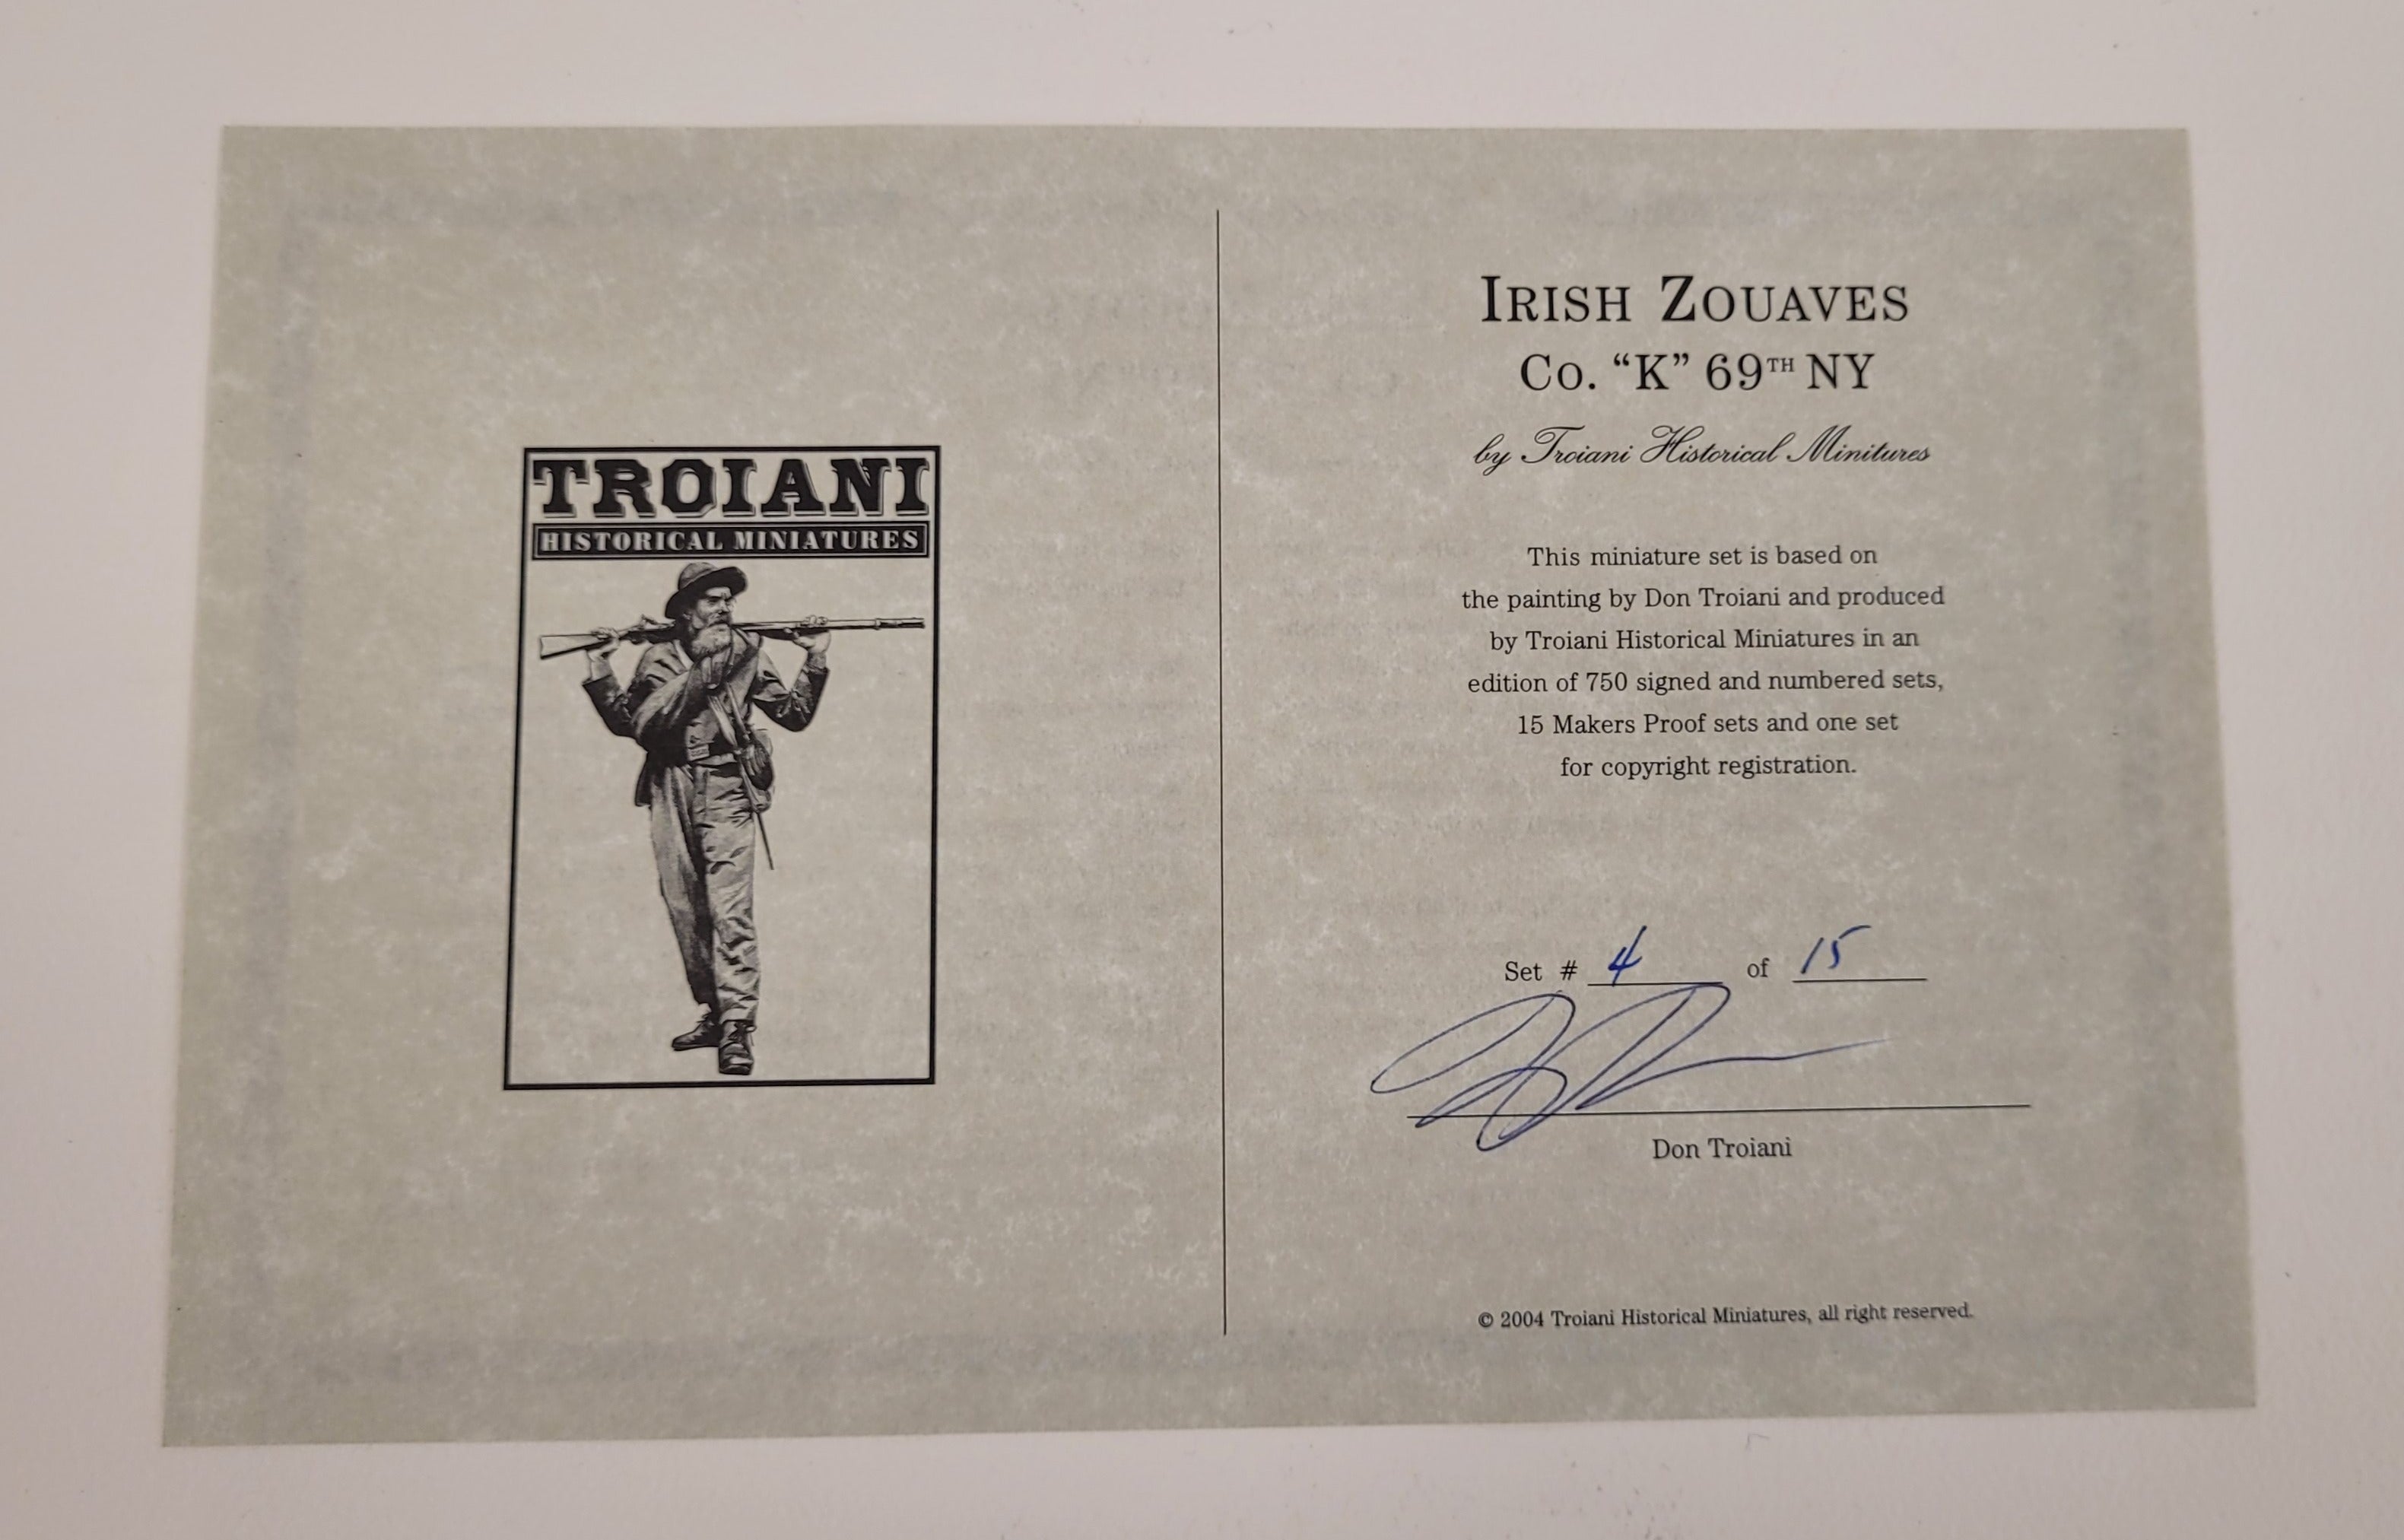 TROIANI
HISTORICAL MINIATURES
IRISH ZOUAVES
CO. “K” 69TH NY
by Troiani Historical Minitures
This miniature set is based on
the painting by Don Troiani and produced
by Troiani Historical Miniatures in an
edition of 750 signed and numbered sets,
15 Makers Proof sets and one set
for copyright registration.
Set # 4 of 15
Don Troiani
© 2004 Troiani Historical Miniatures, all right reserved.